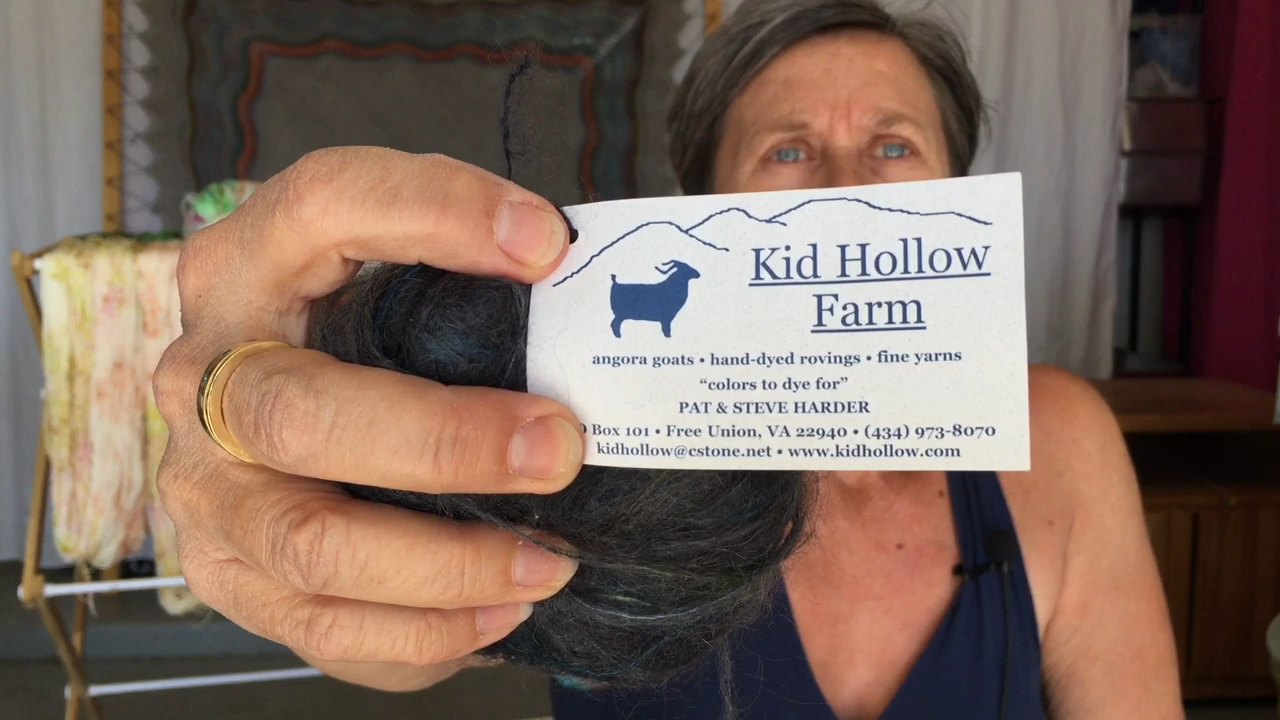 Kid Hollow
Farm
angora goats • hand-dyed rovings • fine yarns
“colors to dye for”
PAT & STEVE HARDER
Box 101 • Free Union, VA 22940 • (434) 973-8070
kidhollow@cstone.net • www.kidhollow.com